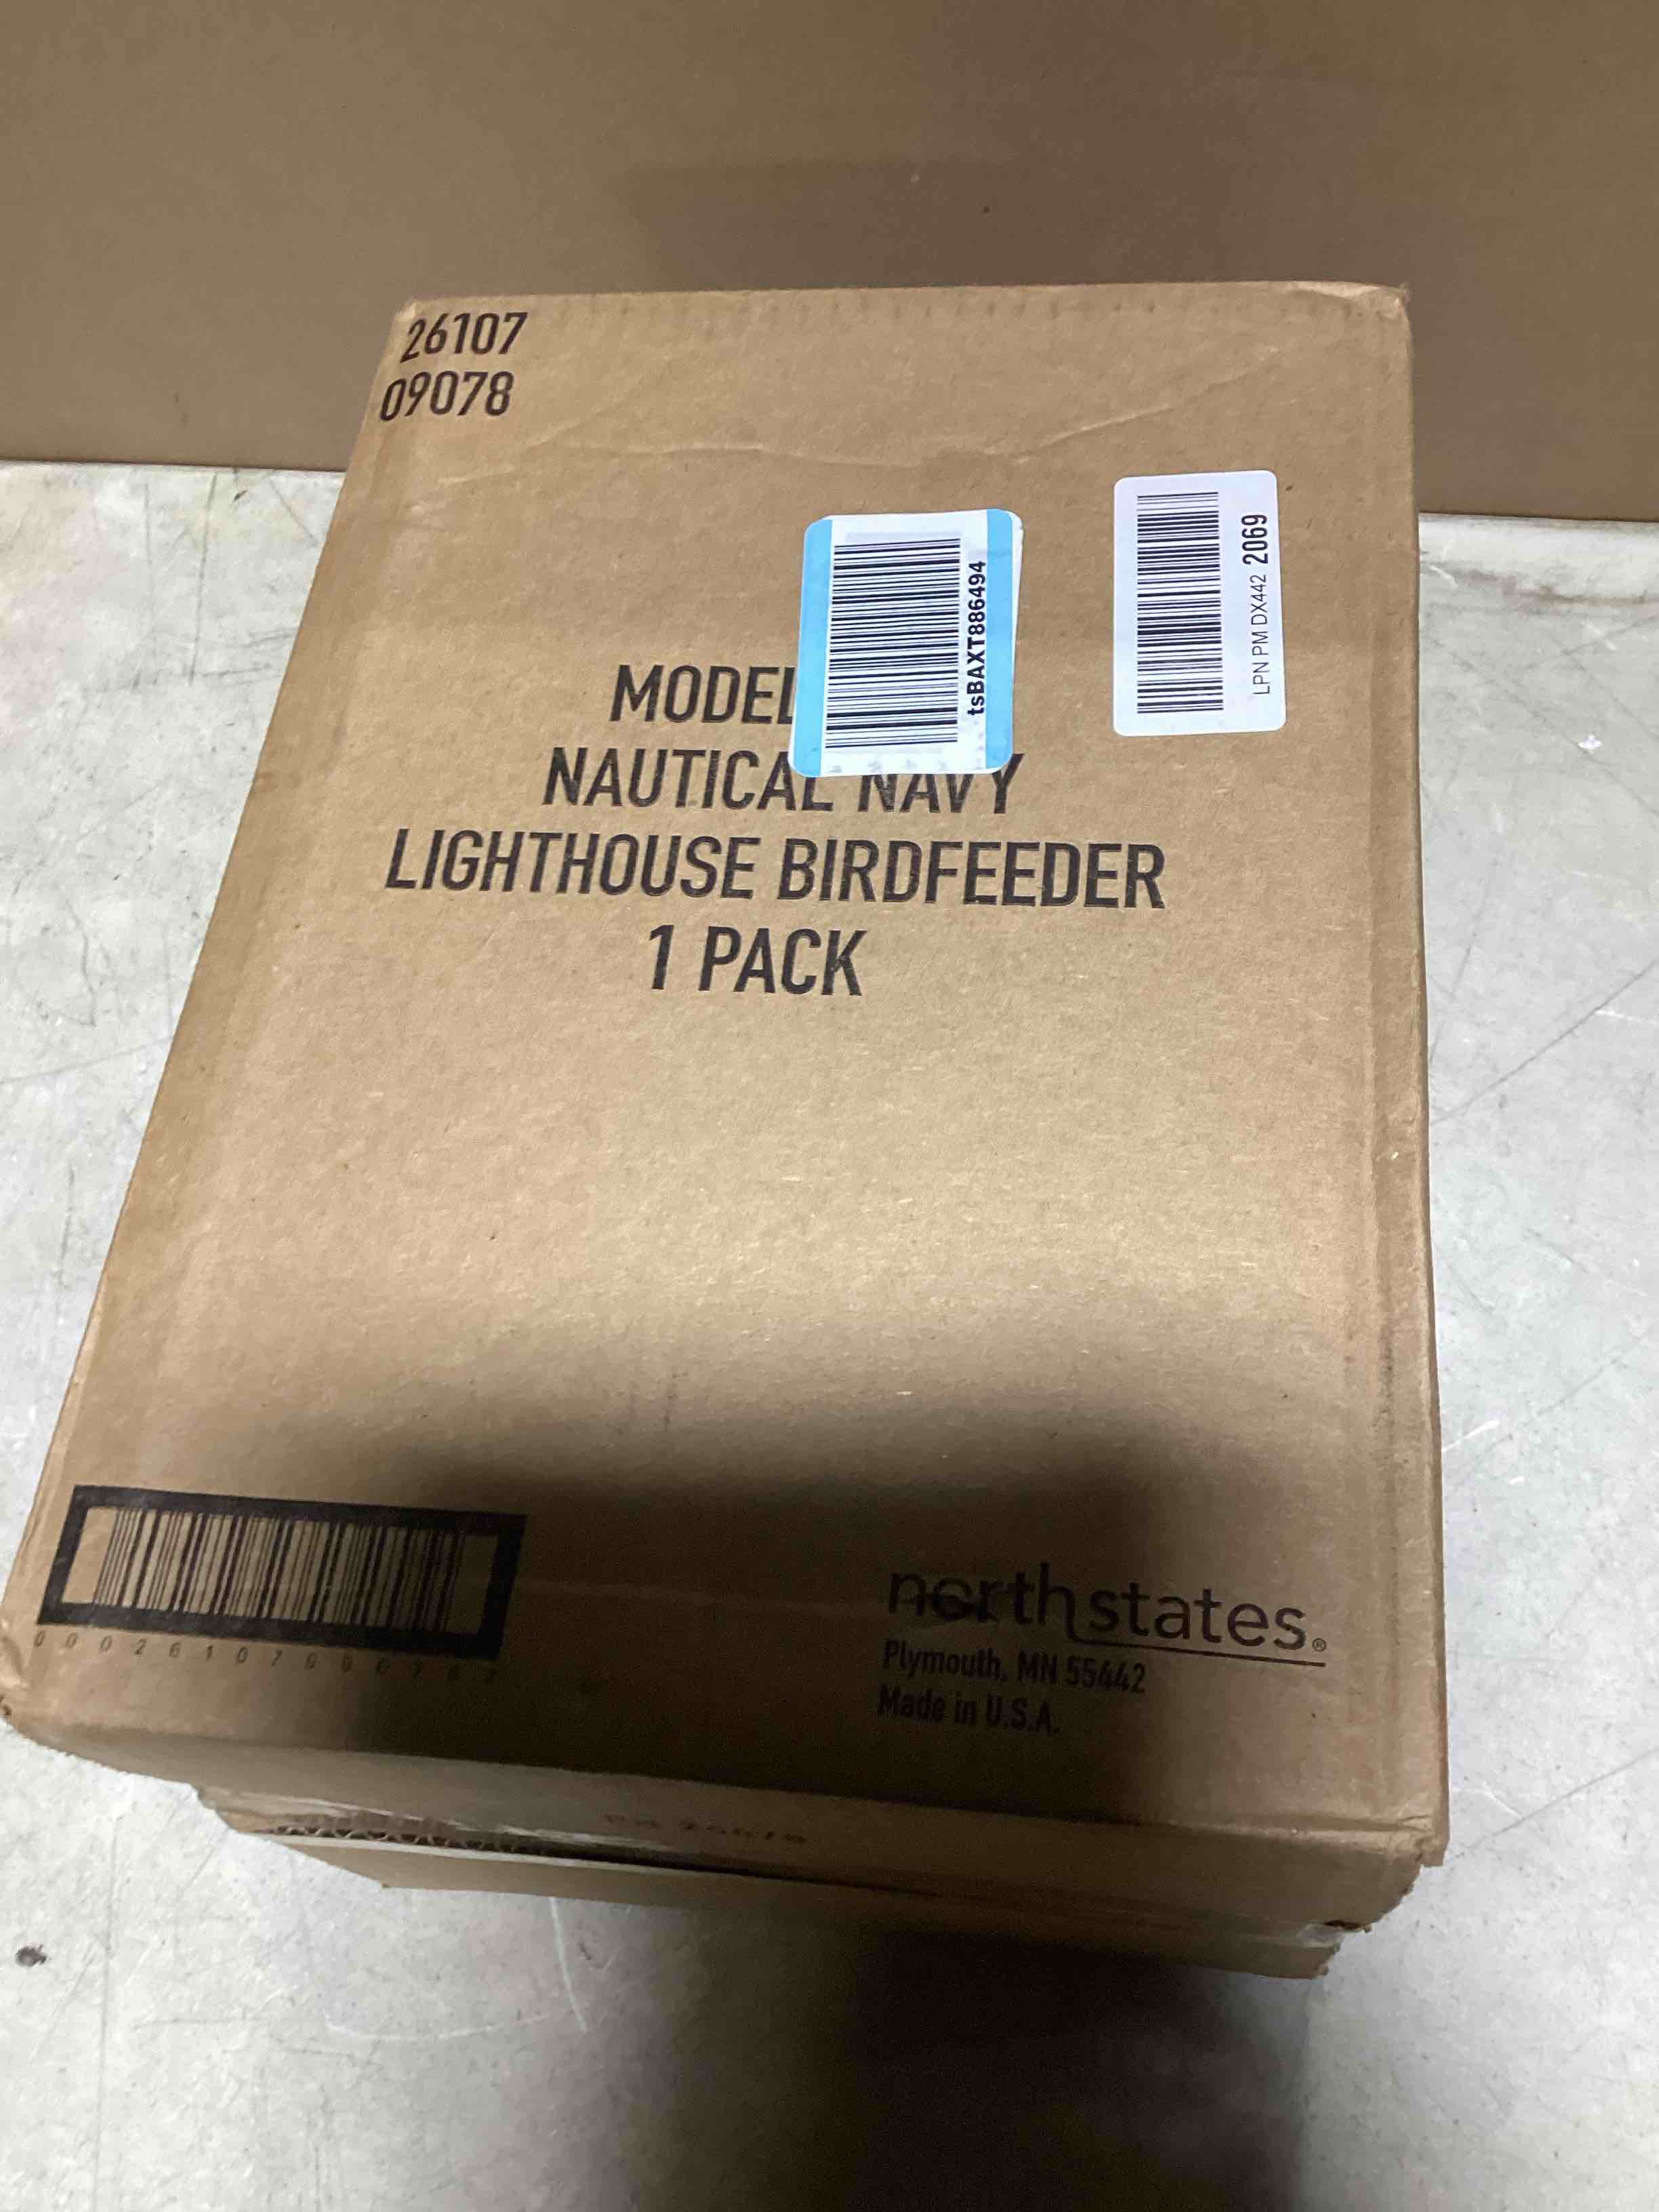 26107
09078
tsBAXT886494
LPN PM DX442 2069
MODEL
NAUTICAL NAVY
LIGHTHOUSE BIRDFEEDER
1 PACK
northstates®
Plymouth, MN 55442
Made in U.S.A.